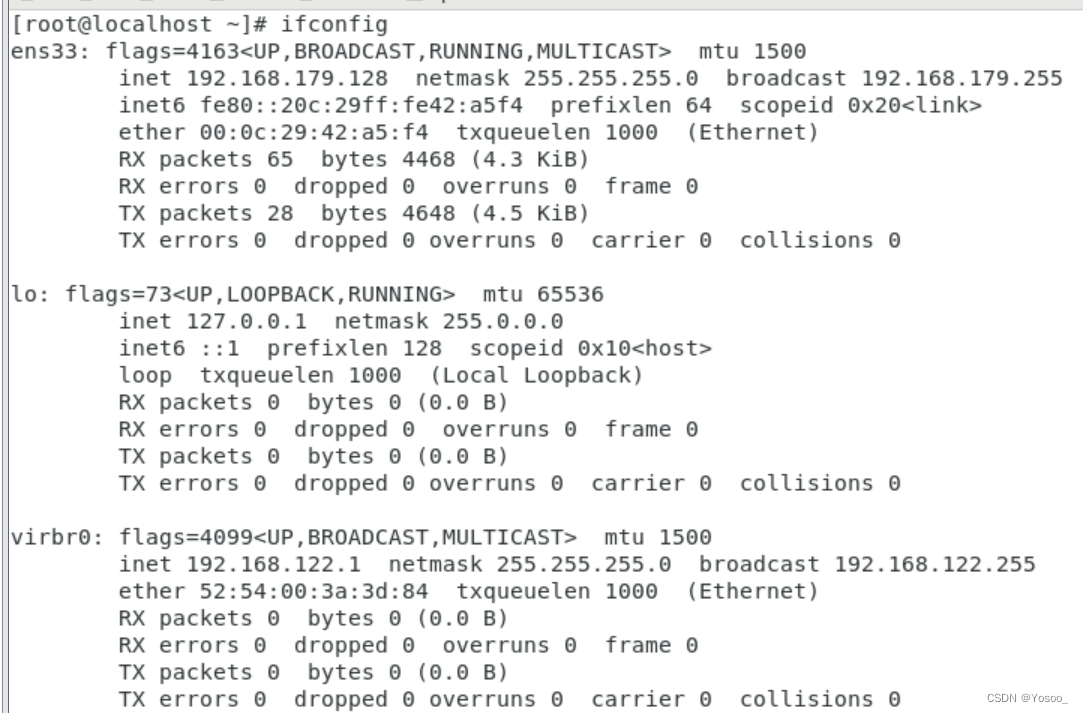 [root@localhost ~]# ifconfig
ens33: flags=4163<UP,BROADCAST,RUNNING,MULTICAST>  mtu 1500
        inet 192.168.179.128  netmask 255.255.255.0  broadcast 192.168.179.255
        inet6 fe80::20c:29ff:fe42:a5f4  prefixlen 64  scopeid 0x20<link>
        ether 00:0c:29:42:a5:f4  txqueuelen 1000  (Ethernet)
        RX packets 65  bytes 4468 (4.3 KiB)
        RX errors 0  dropped 0  overruns 0  frame 0
        TX packets 28  bytes 4648 (4.5 KiB)
        TX errors 0  dropped 0 overruns 0  carrier 0  collisions 0

lo: flags=73<UP,LOOPBACK,RUNNING>  mtu 65536
        inet 127.0.0.1  netmask 255.0.0.0
        inet6 ::1  prefixlen 128  scopeid 0x10<host>
        loop  txqueuelen 1000  (Local Loopback)
        RX packets 0  bytes 0 (0.0 B)
        RX errors 0  dropped 0  overruns 0  frame 0
        TX packets 0  bytes 0 (0.0 B)
        TX errors 0  dropped 0 overruns 0  carrier 0  collisions 0

virbr0: flags=4099<UP,BROADCAST,MULTICAST>  mtu 1500
        inet 192.168.122.1  netmask 255.255.255.0  broadcast 192.168.122.255
        ether 52:54:00:3a:3d:84  txqueuelen 1000  (Ethernet)
        RX packets 0  bytes 0 (0.0 B)
        RX errors 0  dropped 0  overruns 0  frame 0
        TX packets 0  bytes 0 (0.0 B)
        TX errors 0  dropped 0 overruns 0  carrier 0  collisions 0
CSDN @Yosoo_